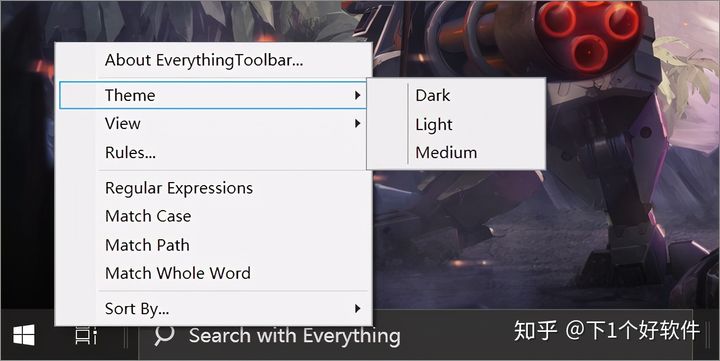 About EverythingToolbar...
Theme
View
Rules...
Regular Expressions
Match Case
Match Path
Match Whole Word
Sort By...
Dark
Light
Medium
Search with Everything
知乎 @下1个好软件